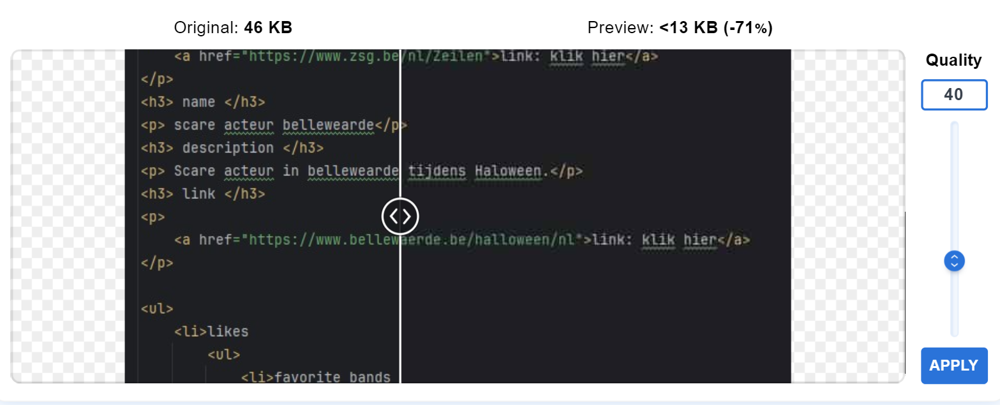 Original: 46 KB
Preview: <13 KB (-71%)
<a href="https://www.zsg.be/nl/Zeilen">link: klik hier</a>
</p>
<h3> name </h3>
<p> scare acteur bellewearde</p>
<h3> description </h3>
<p> Scare acteur in bellewearde tijdens Haloween.</p>
<h3> link </h3>
<p>
<a href="https://www.bellewaerde.be/halloween/nl">link: klik hier</a>
</p>
<ul>
<li>likes
<ul>
<li>favorite bands
Quality
40
APPLY